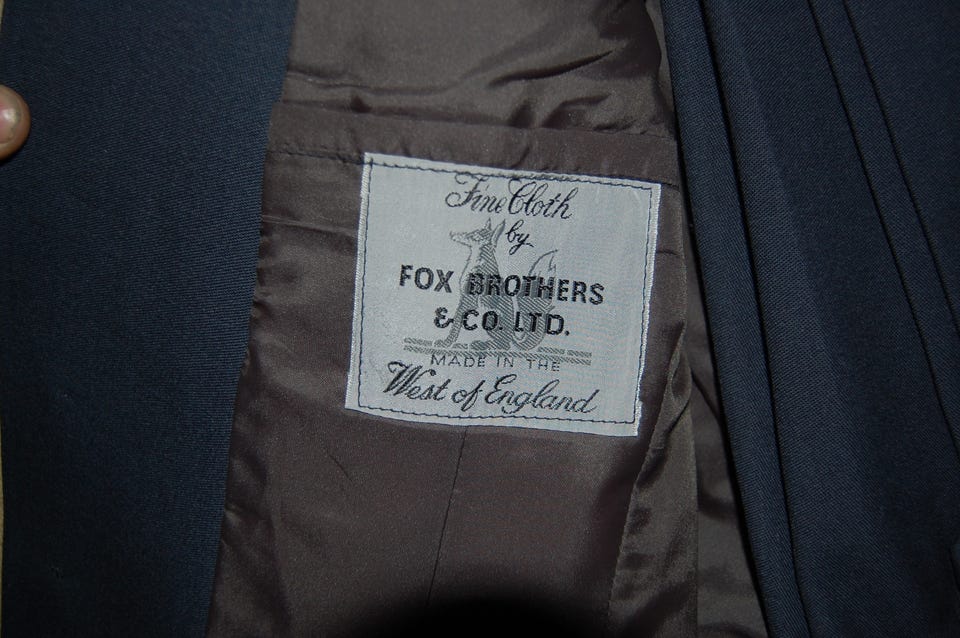 Fine Cloth
by
FOX BROTHERS
& CO. LTD.
MADE IN THE
West of England